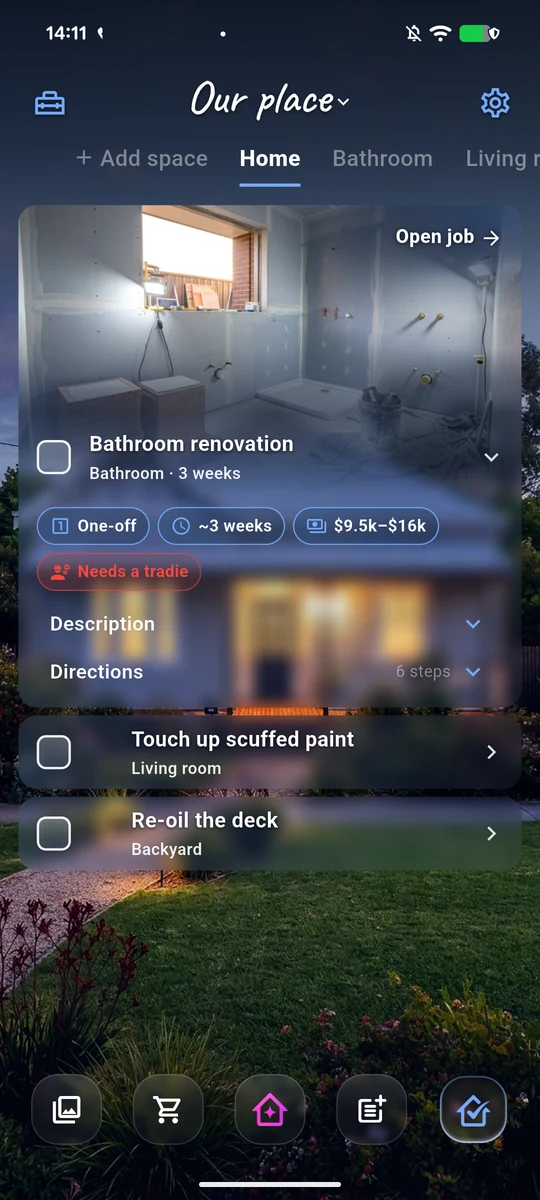 14:11
Our place
+ Add space Home Bathroom Living r
Open job →
Bathroom renovation
Bathroom · 3 weeks
One-off ~3 weeks $9.5k–$16k
Needs a tradie
Description
Directions 6 steps
Touch up scuffed paint
Living room
Re-oil the deck
Backyard